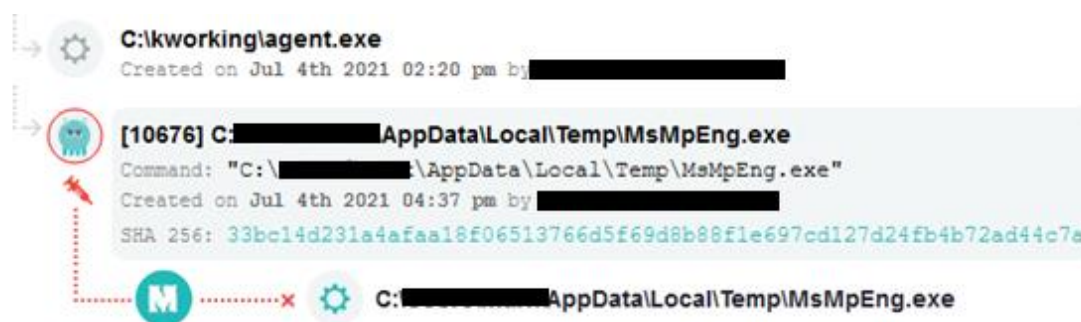 C:\kworking\agent.exe
Created on Jul 4th 2021 02:20 pm by
[10676] C: AppData\Local\Temp\MsMpEng.exe
Command: "C:\ \AppData\Local\Temp\MsMpEng.exe"
Created on Jul 4th 2021 04:37 pm by
SHA 256: 33bc14d231a4afaa18f06513766d5f69d8b88f1e697cd127d24fb4b72ad44c7a
M
C: AppData\Local\Temp\MsMpEng.exe